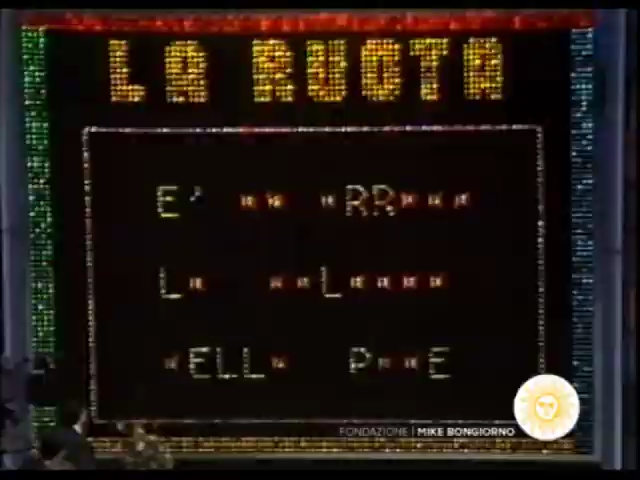 LA RUOTA
E' ** *RR***
L* **L****
*ELL* P**E
FONDAZIONE | MIKE BONGIORNO